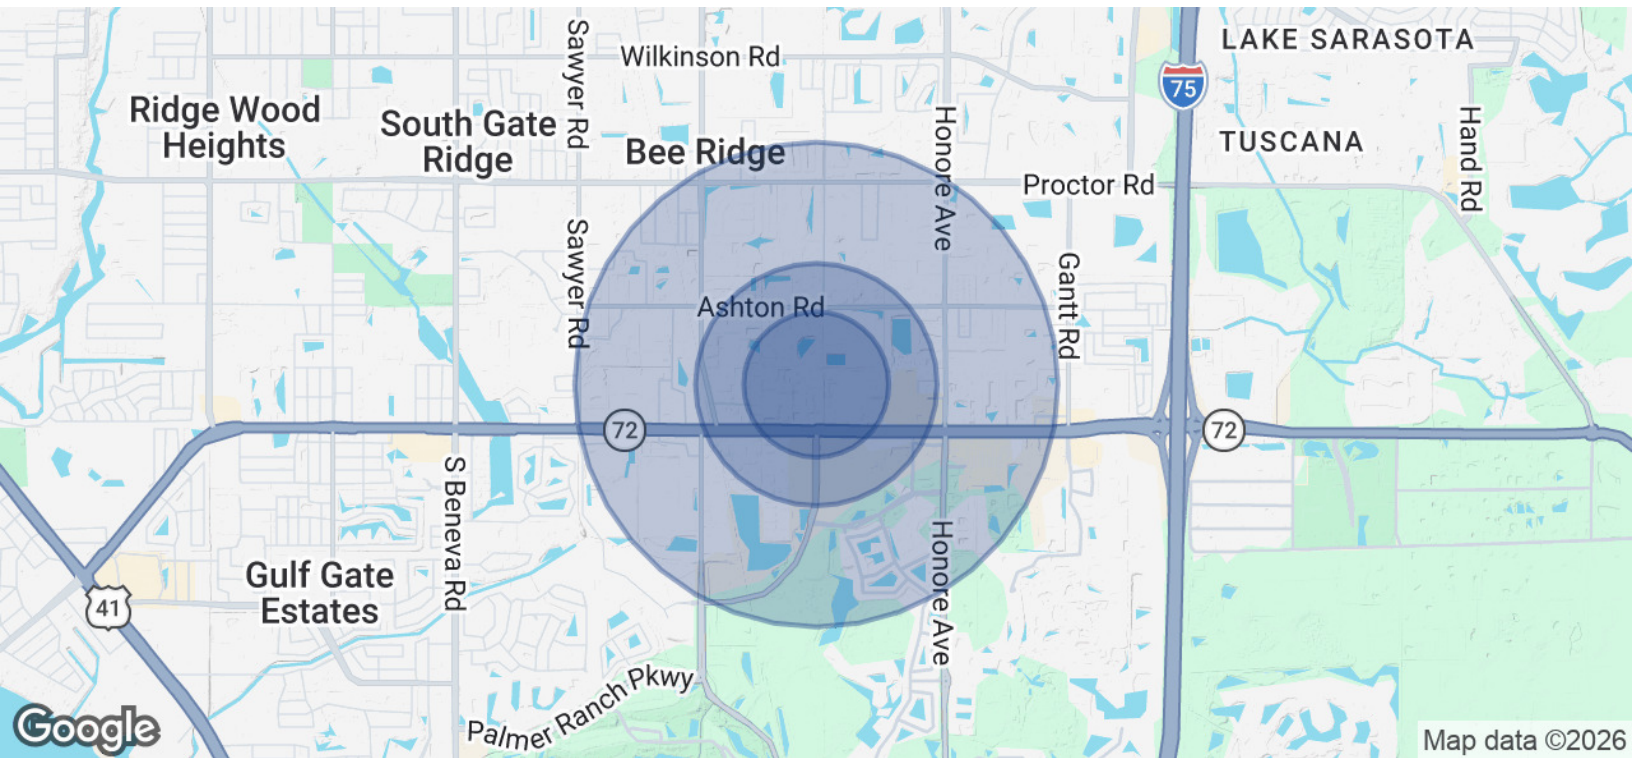 Wilkinson Rd
LAKE SARASOTA
Sawyer Rd
75
Ridge Wood
Heights
South Gate
Ridge
Bee Ridge
Honore Ave
TUSCANA
Hand Rd
Proctor Rd
Sawyer Rd
Ashton Rd
Gantt Rd
72
72
S Beneva Rd
Gulf Gate
Estates
41
Honore Ave
Palmer Ranch Pkwy
Google
Map data ©2026